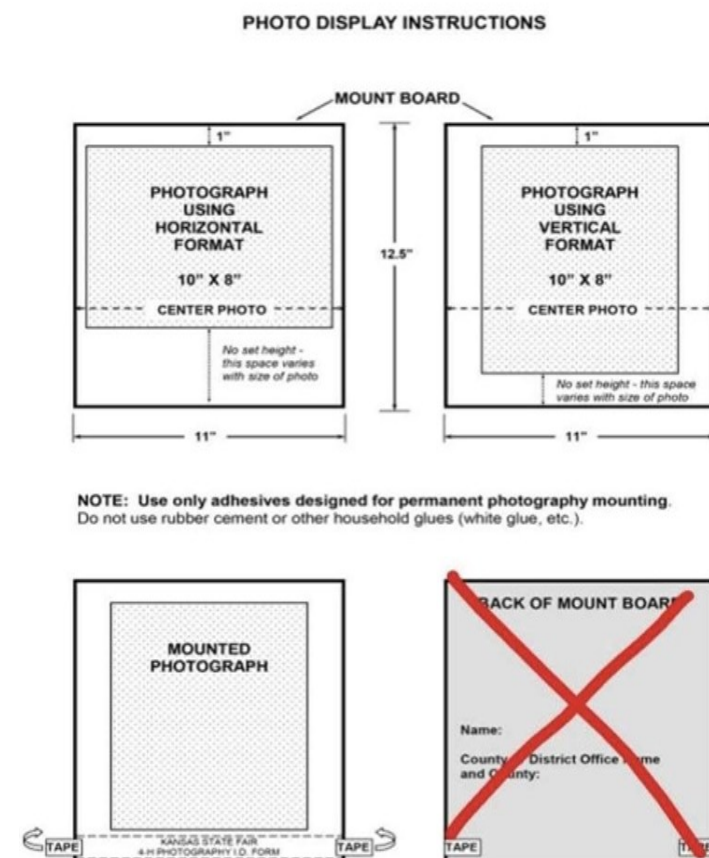 PHOTO DISPLAY INSTRUCTIONS
MOUNT BOARD
1"
PHOTOGRAPH
USING
HORIZONTAL
FORMAT
10" X 8"
CENTER PHOTO
No set height -
this space varies
with size of photo
11"
12.5"
1"
PHOTOGRAPH
USING
VERTICAL
FORMAT
10" X 8"
CENTER PHOTO
No set height - this space
varies with size of photo
11"
NOTE: Use only adhesives designed for permanent photography mounting.
Do not use rubber cement or other household glues (white glue, etc.).
MOUNTED
PHOTOGRAPH
TAPE
KANSAS STATE FAIR
4-H PHOTOGRAPHY I.D. FORM
TAPE
BACK OF MOUNT BOARD
Name:
County District Office Name
and County:
TAPE